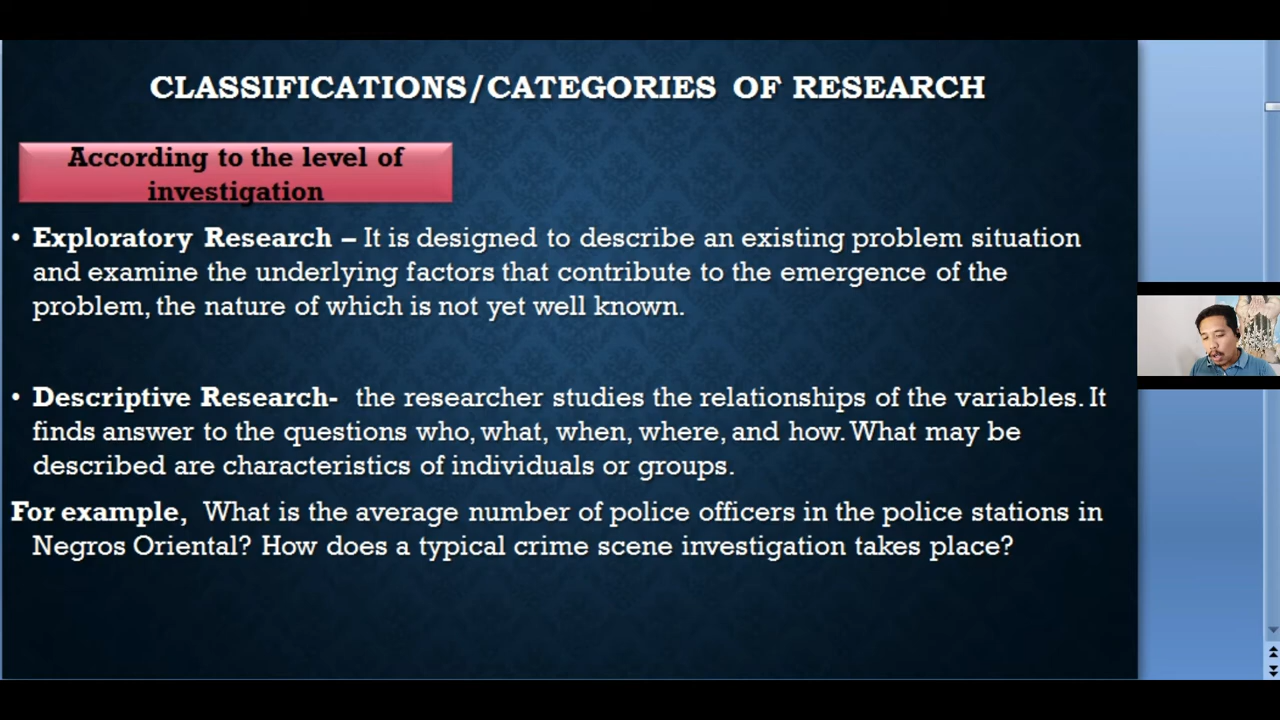 CLASSIFICATIONS/CATEGORIES OF RESEARCH
According to the level of
investigation
• Exploratory Research – It is designed to describe an existing problem situation
and examine the underlying factors that contribute to the emergence of the
problem, the nature of which is not yet well known.
• Descriptive Research- the researcher studies the relationships of the variables. It
finds answer to the questions who, what, when, where, and how. What may be
described are characteristics of individuals or groups.
For example, What is the average number of police officers in the police stations in
Negros Oriental? How does a typical crime scene investigation takes place?